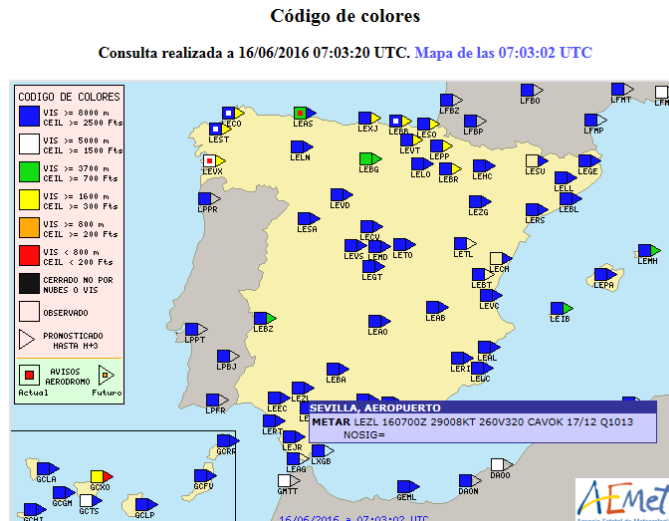 Código de colores
Consulta realizada a 16/06/2016 07:03:20 UTC. Mapa de las 07:03:02 UTC
CODIGO DE COLORES
VIS >= 8000 m
CEIL >= 2500 Fts
VIS >= 5000 m
CEIL >= 1500 Fts
VIS >= 3700 m
CEIL >= 700 Fts
VIS >= 1600 m
CEIL >= 300 Fts
VIS >= 800 m
CEIL >= 200 Fts
VIS < 800 m
CEIL < 200 Fts
CERRADO NO POR
NUBES O VIS
OBSERVADO
PRONOSTICADO
HASTA H+3
AVISOS
AERODROMO
Actual Futuro
LFBZ LFBO LFMT
LECO LEAS LEXJ LEBB LESO LFBP LFMP
LEST LELN LEVT LEPP
LEVX LEBG LELO LEBR LEHC LESU LEGE
LELL
LPPR LEVD LEZG LERS LEBL
LESA LECV
LEVS LEMD LETO LETL LECH LEMH
LEGT LEBT LEPA
LEVC
LEBZ LEAO LEAB LEIB
LPPT
LPBJ LERI LEAL
LEBA LELC
LPFR LEEC LEZL
SEVILLA, AEROPUERTO
METAR LEZL 160700Z 29008KT 260V320 CAVOK 17/12 Q1013
NOSIG=
LERT
LEJR
GCRR LEAG LXGB
GCLA GCXO GCFV GMTT DAOO
GCGM GCTS GEML DAON
GCHI GCLP
16/06/2016 a 07:03:02 UTC
AEMet
Agencia Estatal de Meteorología